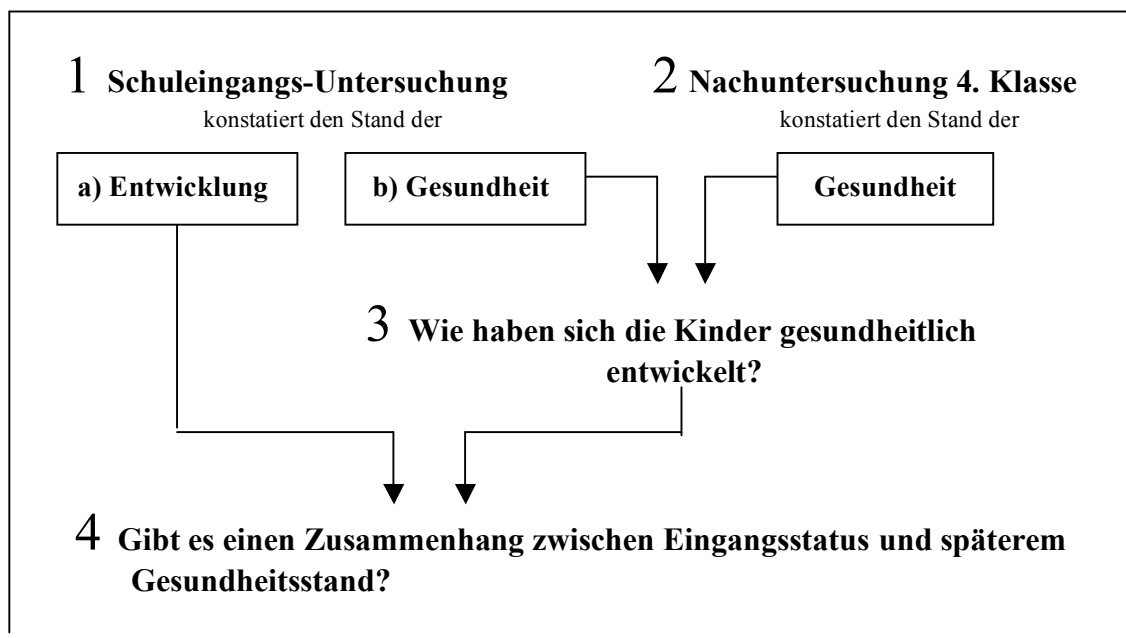 1 Schuleingangs-Untersuchung
konstatiert den Stand der
2 Nachuntersuchung 4. Klasse
konstatiert den Stand der
a) Entwicklung
b) Gesundheit
Gesundheit
3 Wie haben sich die Kinder gesundheitlich
entwickelt?
4 Gibt es einen Zusammenhang zwischen Eingangsstatus und späterem
Gesundheitsstand?